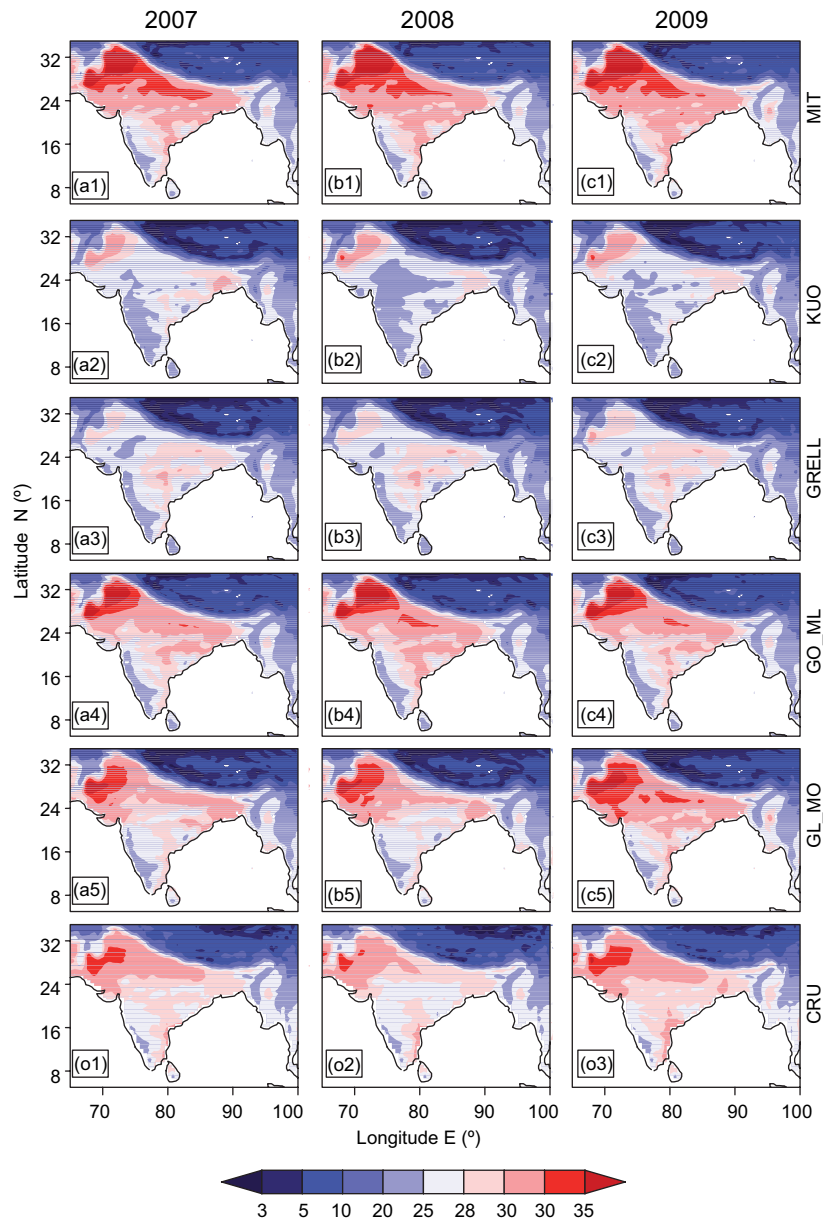 2007 2008 2009
32
24
16
8
(a1) (b1) (c1)
MIT
32
24
16
8
(a2) (b2) (c2)
KUO
32
24
16
8
(a3) (b3) (c3)
GRELL
Latitude N (º)
32
24
16
8
(a4) (b4) (c4)
GO_ML
32
24
16
8
(a5) (b5) (c5)
GL_MO
32
24
16
8
(o1) (o2) (o3)
CRU
70 80 90 100 70 80 90 100 70 80 90 100
Longitude E (º)
3 5 10 20 25 28 30 30 35